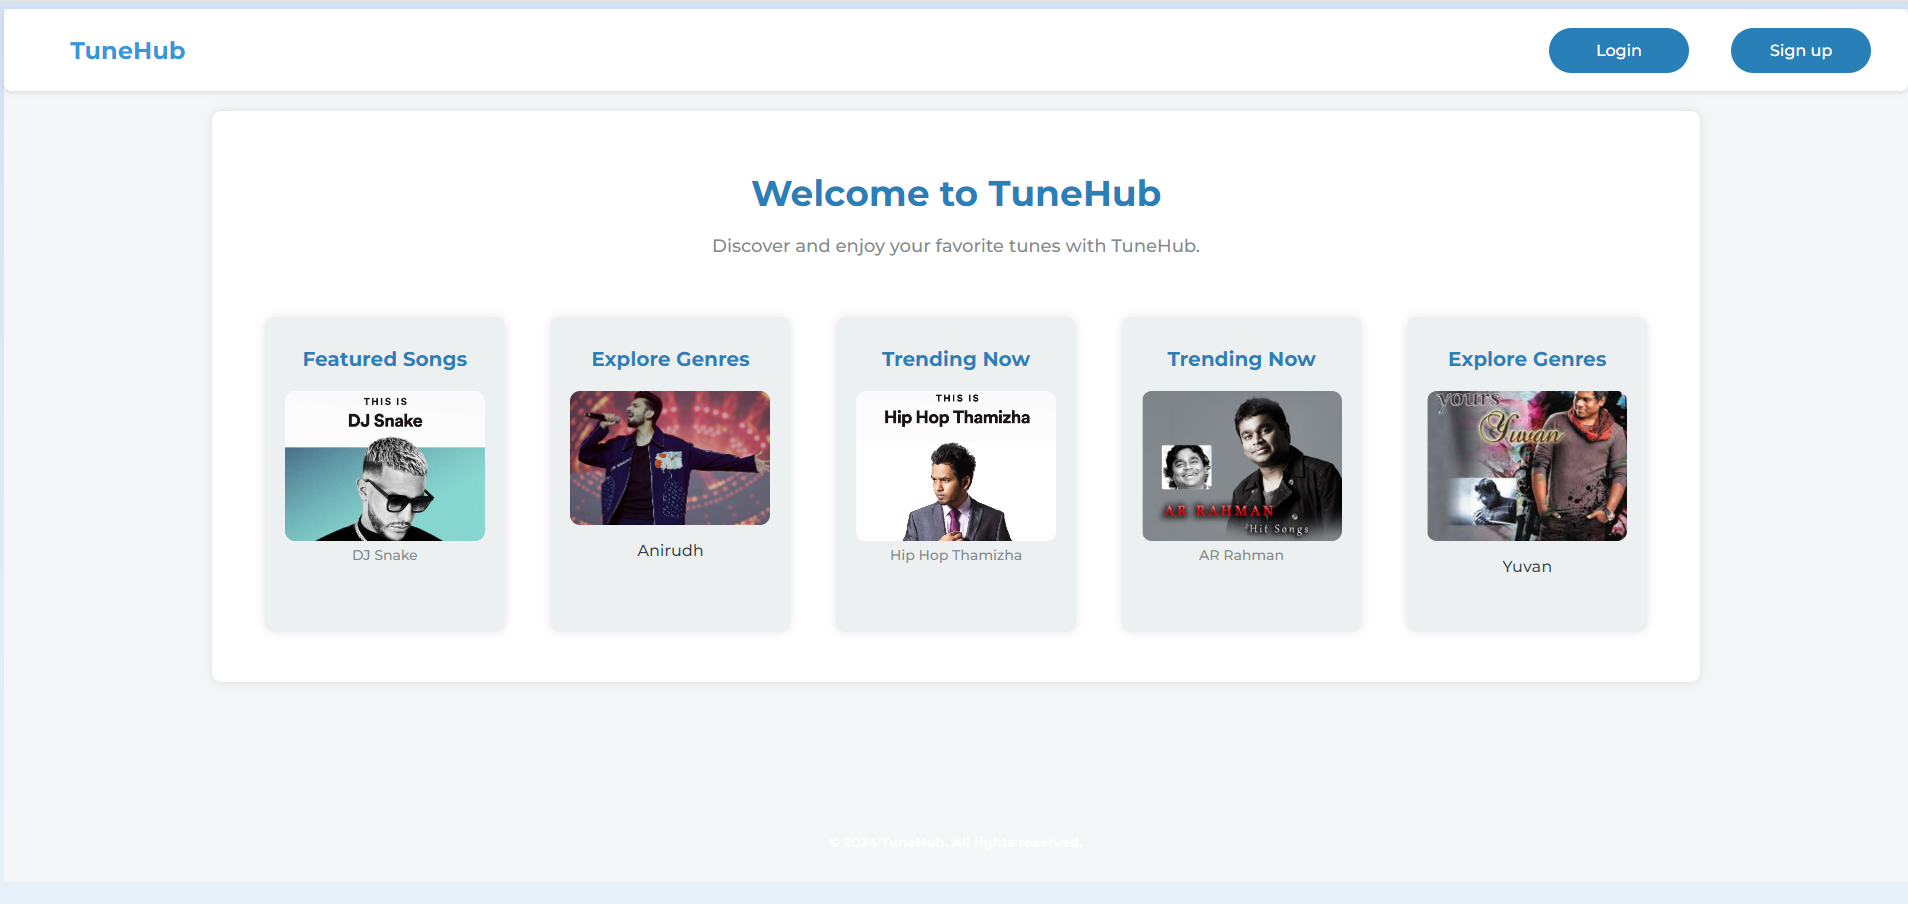 TuneHub
Login
Sign up
Welcome to TuneHub
Discover and enjoy your favorite tunes with TuneHub.
Featured Songs
THIS IS
DJ Snake
DJ Snake
Explore Genres
Anirudh
Trending Now
THIS IS
Hip Hop Thamizha
Hip Hop Thamizha
Trending Now
AR RAHMAN
Hit Songs
AR Rahman
Explore Genres
yours
Yuvan
Yuvan
© 2024 TuneHub. All rights reserved.